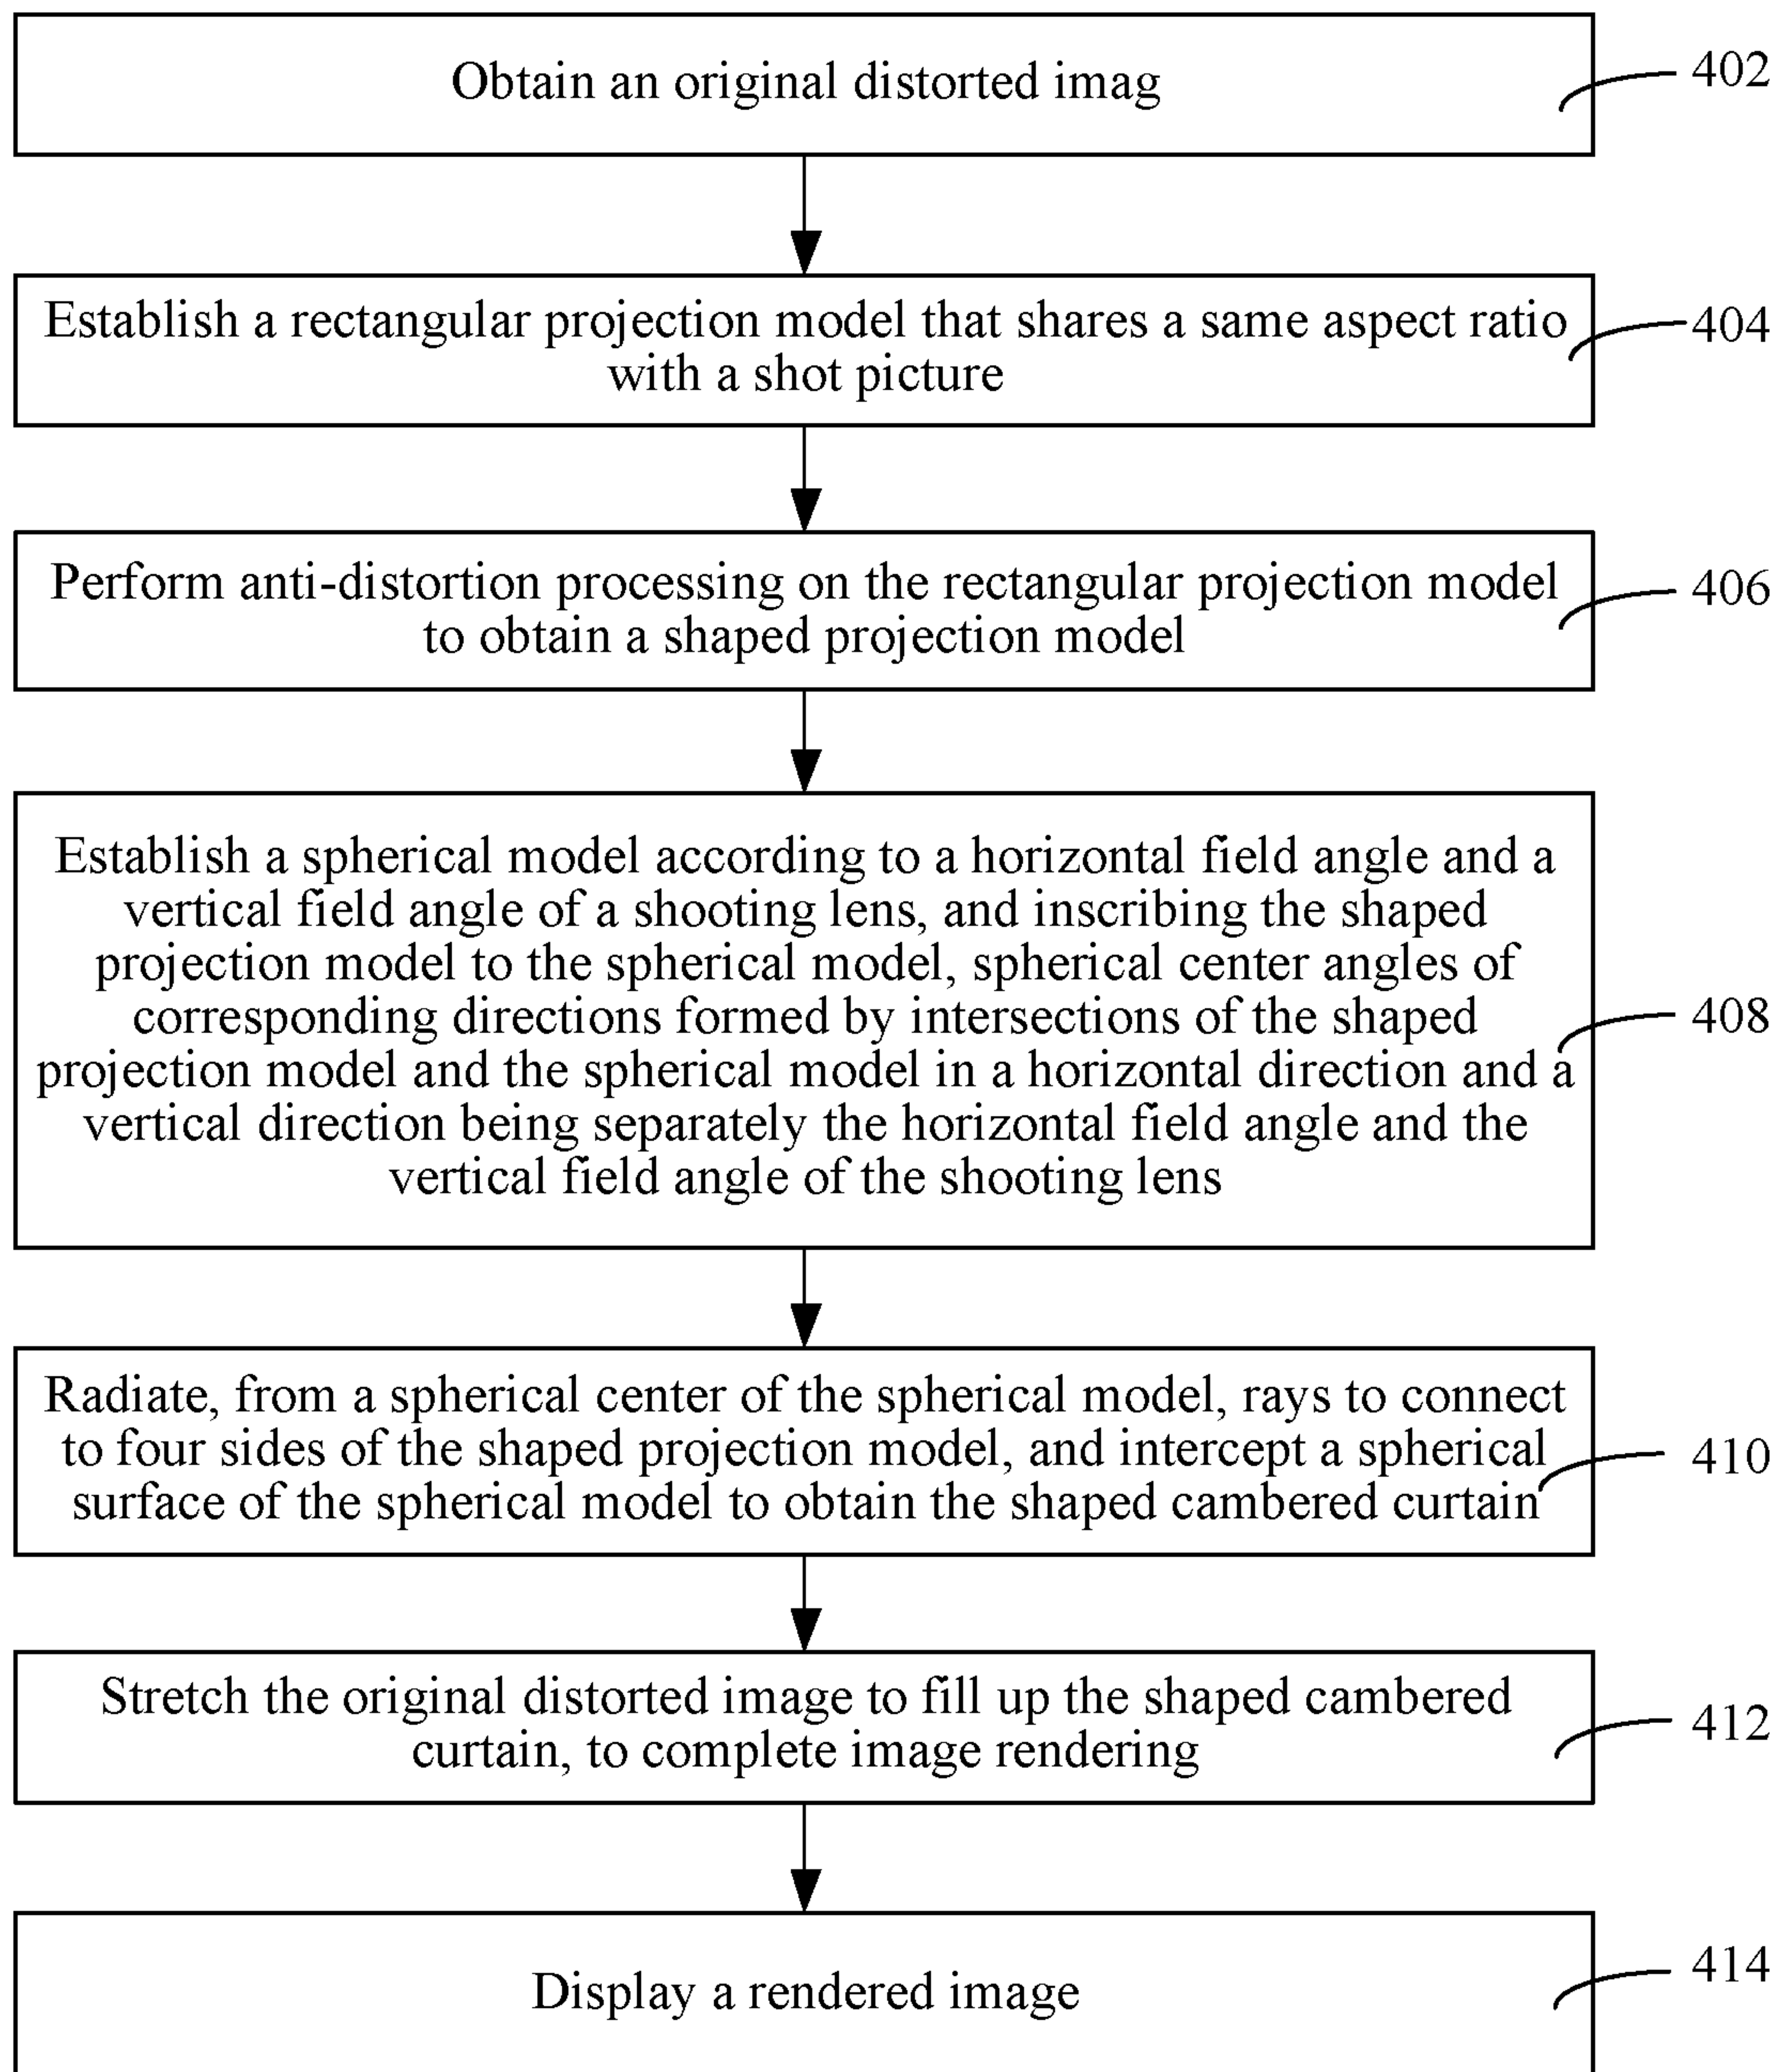 Obtain an original distorted imag
402
Establish a rectangular projection model that shares a same aspect ratio
with a shot picture
404
Perform anti-distortion processing on the rectangular projection model
to obtain a shaped projection model
406
Establish a spherical model according to a horizontal field angle and a
vertical field angle of a shooting lens, and inscribing the shaped
projection model to the spherical model, spherical center angles of
corresponding directions formed by intersections of the shaped
projection model and the spherical model in a horizontal direction and a
vertical direction being separately the horizontal field angle and the
vertical field angle of the shooting lens
408
Radiate, from a spherical center of the spherical model, rays to connect
to four sides of the shaped projection model, and intercept a spherical
surface of the spherical model to obtain the shaped cambered curtain
410
Stretch the original distorted image to fill up the shaped cambered
curtain, to complete image rendering
412
Display a rendered image
414